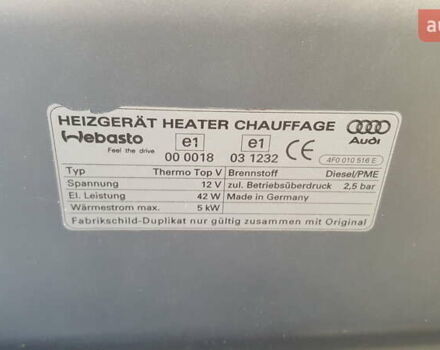 HEIZGERÄT HEATER CHAUFFAGE
Webasto e1 e1 Audi
Feel the drive
00 0018 03 1232 CE 4F0 010 516 E
Typ Thermo Top V Brennstoff Diesel/PME
Spannung 12 V zul. Betriebsüberdruck 2,5 bar
El. Leistung 42 W Made in Germany
Wärmestrom max. 5 kW
Fabrikschild-Duplikat nur gültig zusammen mit Original